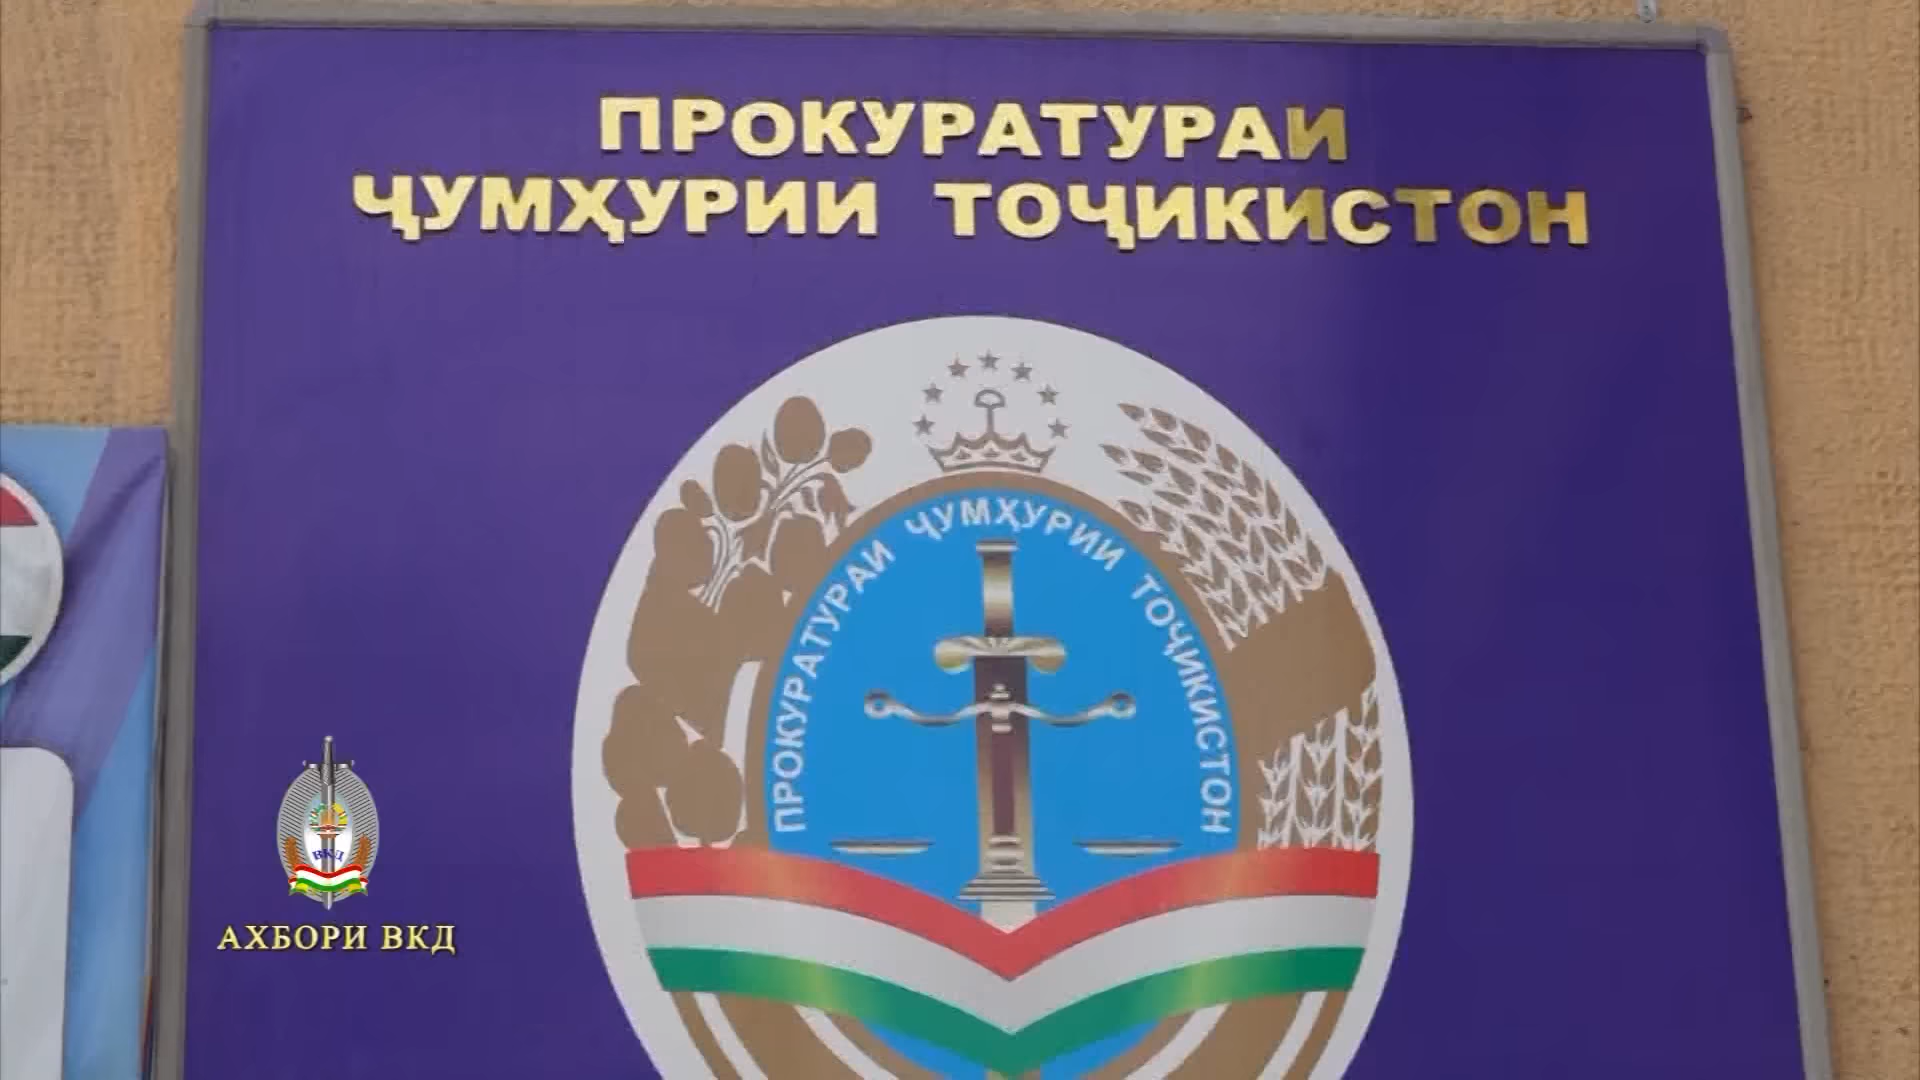 ПРОКУРАТУРАИ
ҶУМҲУРИИ ТОҶИКИСТОН
ПРОКУРАТУРАИ ҶУМҲУРИИ ТОҶИКИСТОН
ВКД
АХБОРИ ВКД